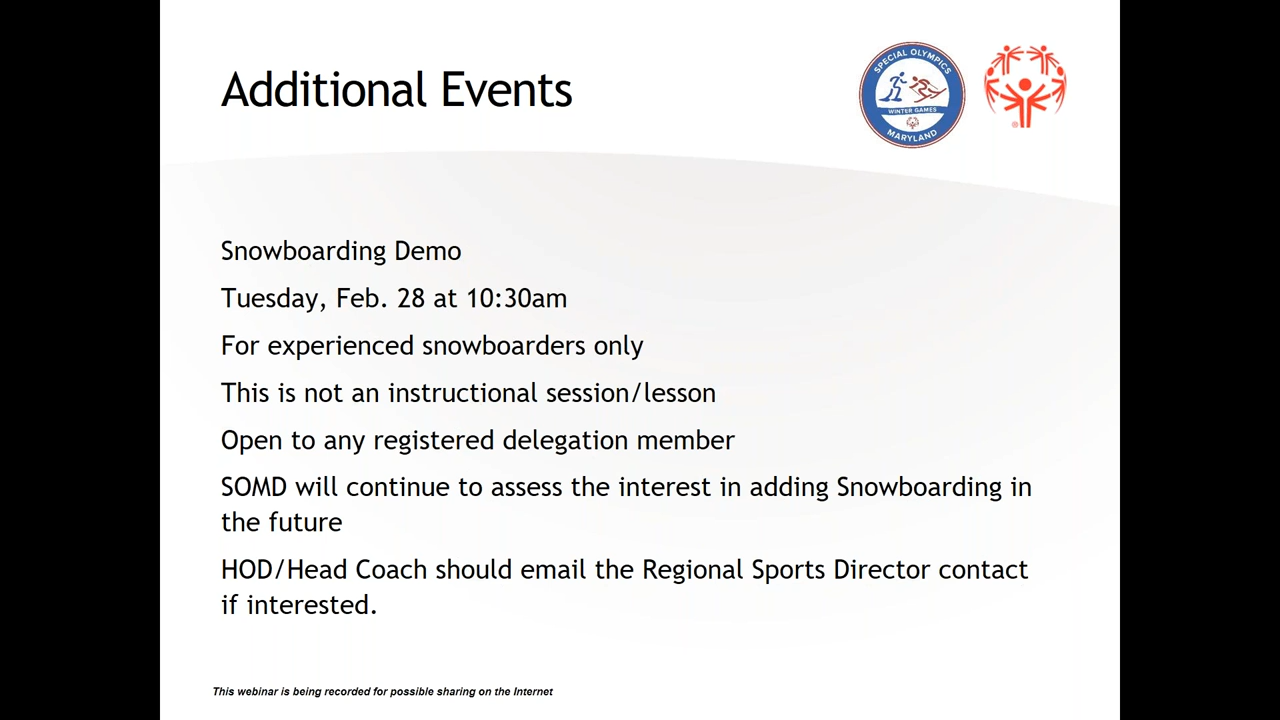 Additional Events
SPECIAL OLYMPICS
WINTER GAMES
MARYLAND
®
Snowboarding Demo
Tuesday, Feb. 28 at 10:30am
For experienced snowboarders only
This is not an instructional session/lesson
Open to any registered delegation member
SOMD will continue to assess the interest in adding Snowboarding in
the future
HOD/Head Coach should email the Regional Sports Director contact
if interested.
This webinar is being recorded for possible sharing on the Internet